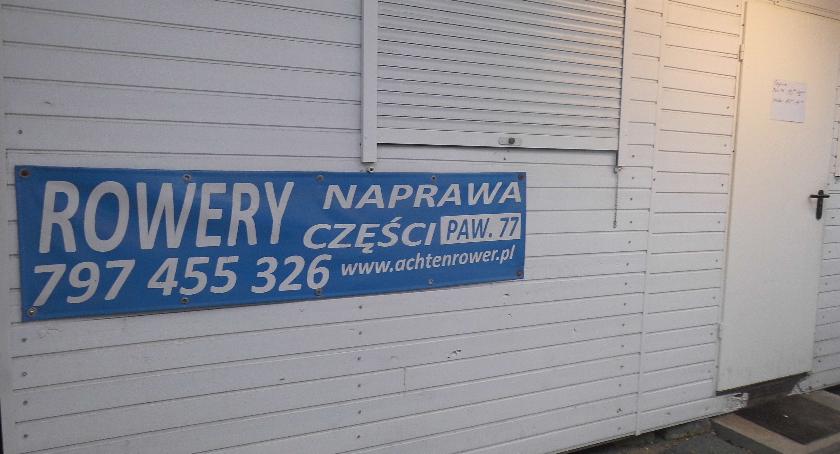 ROWERY
NAPRAWA
CZĘŚCI PAW. 77
797 455 326
www.achtenrower.pl